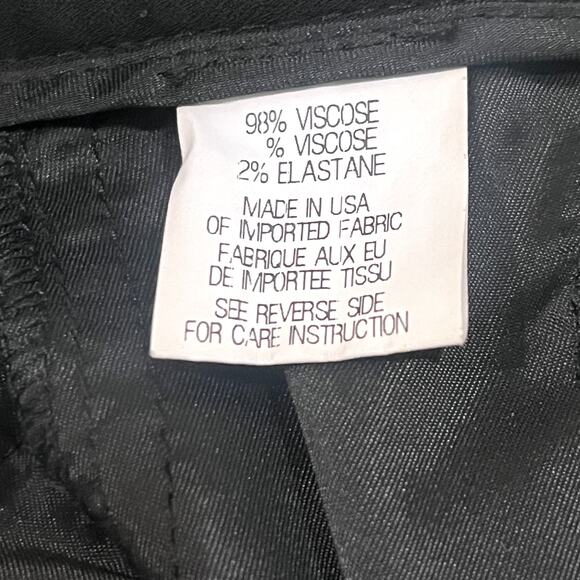 98% VISCOSE
% VISCOSE
2% ELASTANE
MADE IN USA
OF IMPORTED FABRIC
FABRIQUE AUX EU
DE IMPORTEE TISSU
SEE REVERSE SIDE
FOR CARE INSTRUCTION